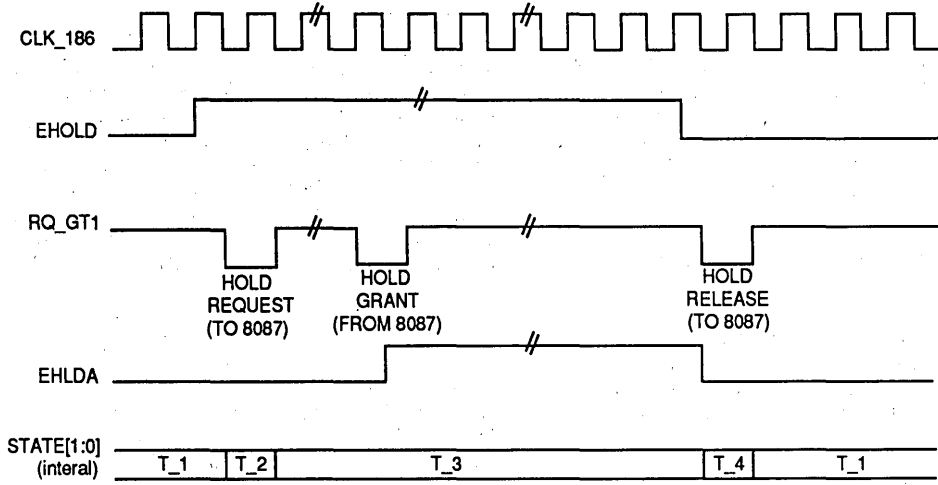 CLK_186
EHOLD
RQ_GT1
HOLD
REQUEST
(TO 8087)
HOLD
GRANT
(FROM 8087)
HOLD
RELEASE
(TO 8087)
EHLDA
STATE[1:0]
(interal)
T_1
T_2
T_3
T_4
T_1